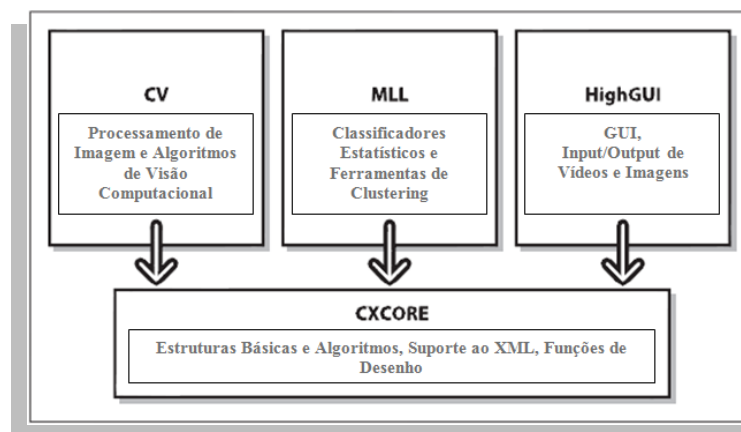 CV
Processamento de
Imagem e Algoritmos
de Visão
Computacional
MLL
Classificadores
Estatísticos e
Ferramentas de
Clustering
HighGUI
GUI,
Input/Output de
Vídeos e Imagens
CXCORE
Estruturas Básicas e Algoritmos, Suporte ao XML, Funções de
Desenho